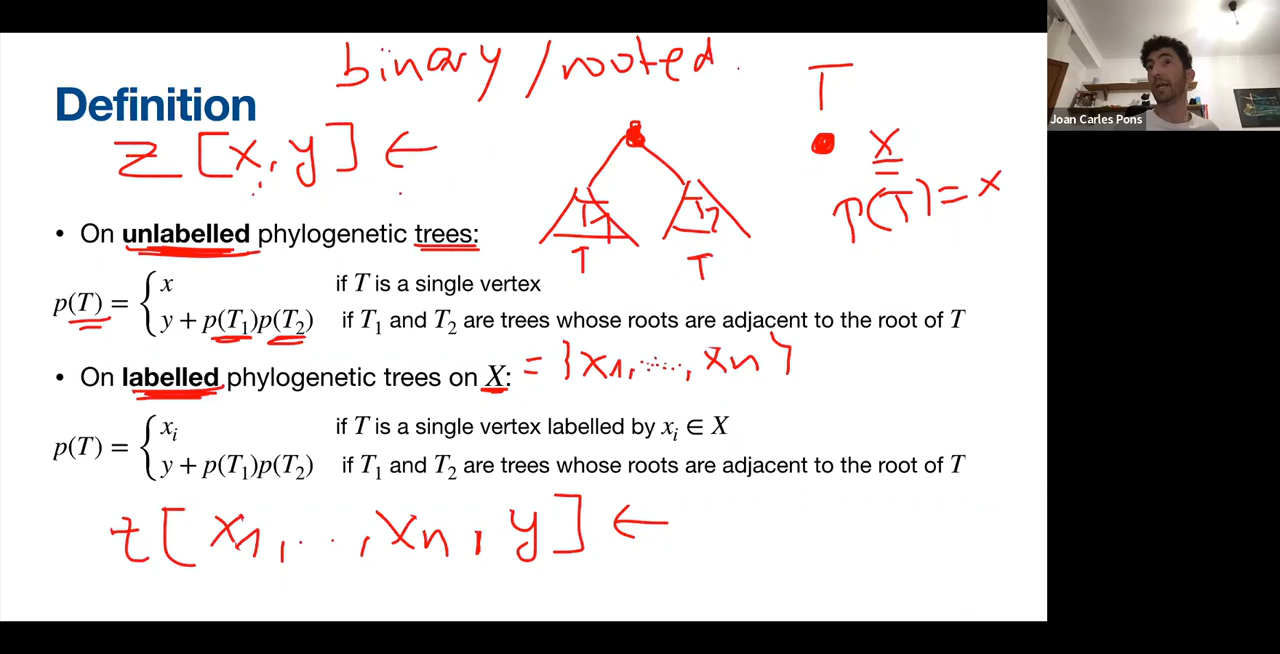 binary / rooted.
Definition
Z [x, y] ←
T
x
P(T) = x
T1 T2
T T
• On unlabelled phylogenetic trees:
p(T) = { x if T is a single vertex
y + p(T₁)p(T₂) if T₁ and T₂ are trees whose roots are adjacent to the root of T
• On labelled phylogenetic trees on X: = {x1, ....., xn}
p(T) = { xᵢ if T is a single vertex labelled by xᵢ ∈ X
y + p(T₁)p(T₂) if T₁ and T₂ are trees whose roots are adjacent to the root of T
Z[x1, ..., xn, y] ←
Joan Carles Pons